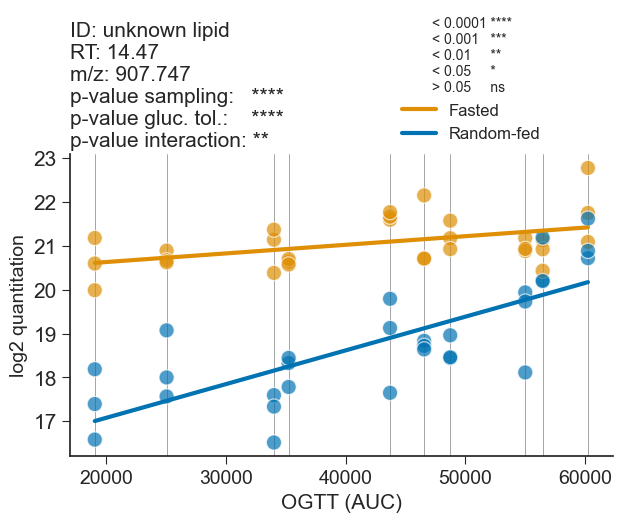 ID: unknown lipid
RT: 14.47
m/z: 907.747
p-value sampling: ****
p-value gluc. tol.: ****
p-value interaction: **
< 0.0001 ****
< 0.001 ***
< 0.01 **
< 0.05 *
> 0.05 ns
Fasted
Random-fed
23
22
21
20
19
18
17
log2 quantitation
20000 30000 40000 50000 60000
OGTT (AUC)